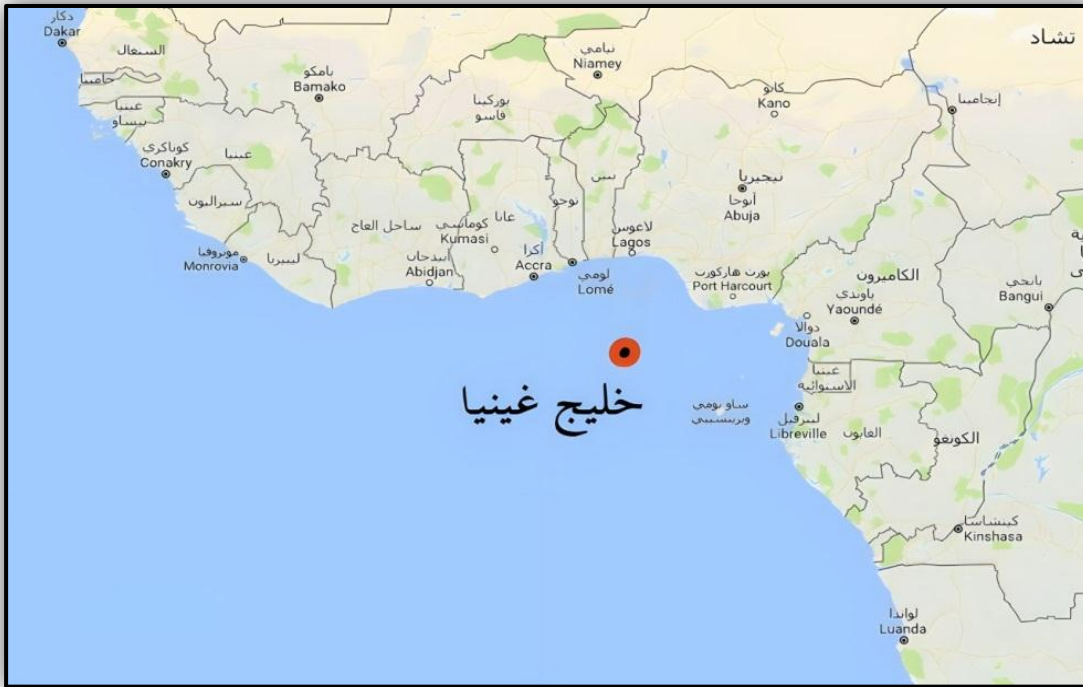 دكار
Dakar
السنغال
جامبيا
غينيا
بيساو
كوناكري
Conakry
غينيا
سيراليون
مونروفيا
Monrovia
ليبيريا
باماكو
Bamako
ساحل العاج
أبيدجان
Abidjan
بوركينا
فاسو
غانا
كوماسي
Kumasi
أكرا
Accra
توجو
لومي
Lomé
بنين
نيامي
Niamey
لاغوس
Lagos
كانو
Kano
نيجيريا
أبوجا
Abuja
بورت هاركورت
Port Harcourt
تشاد
إنجامينا
الكاميرون
ياوندي
Yaoundé
دوالا
Douala
بانجي
Bangui
غينيا
الاستوائية
ساو تومي
وبرينسيبي
ليبرفيل
Libreville
الغابون
الكونغو
كينشاسا
Kinshasa
لواندا
Luanda
خليج غينيا